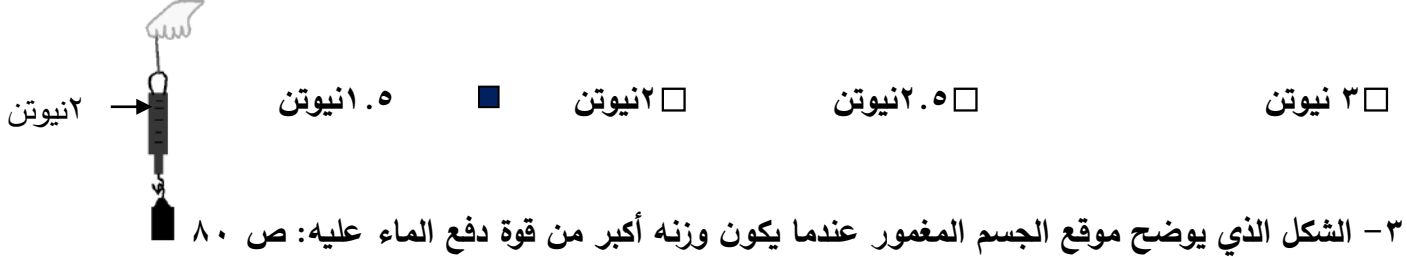 □ ٣ نيوتن □ ٢.٥نيوتن □ ٢نيوتن ■ ١.٥نيوتن
٢نيوتن
٣- الشكل الذي يوضح موقع الجسم المغمور عندما يكون وزنه أكبر من قوة دفع الماء عليه: ص ٨٠